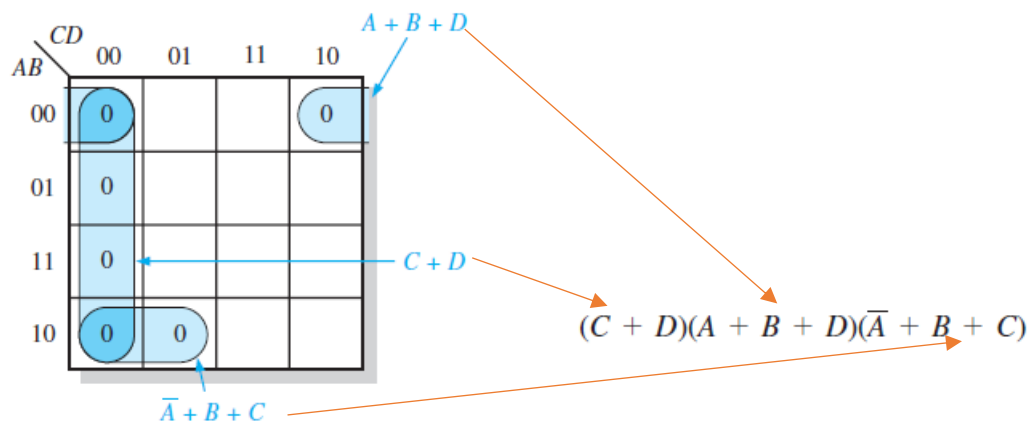 A + B + D
CD
AB
00 01 11 10
00 0 0
01 0
11 0
C + D
10 0 0
(C + D)(A + B + D)(A̅ + B + C)
A̅ + B + C